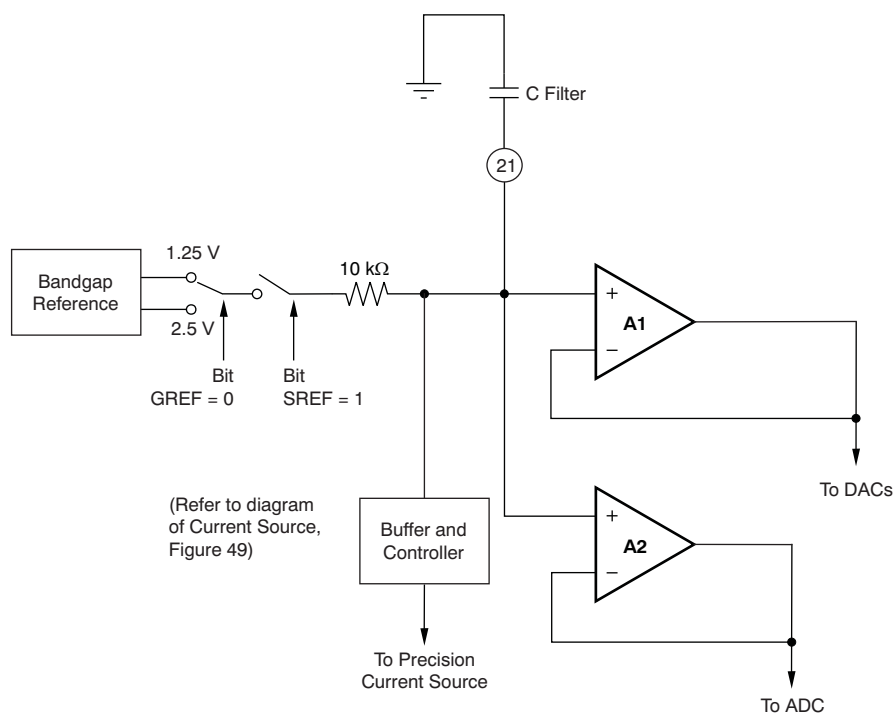 C Filter
21
1.25 V
Bandgap
Reference
10 kΩ
2.5 V
+
A1
−
Bit
GREF = 0
Bit
SREF = 1
To DACs
(Refer to diagram
of Current Source,
Figure 49)
Buffer and
Controller
+
A2
−
To Precision
Current Source
To ADC